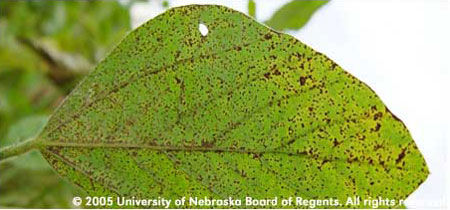 © 2005 University of Nebraska Board of Regents. All rights reserved.